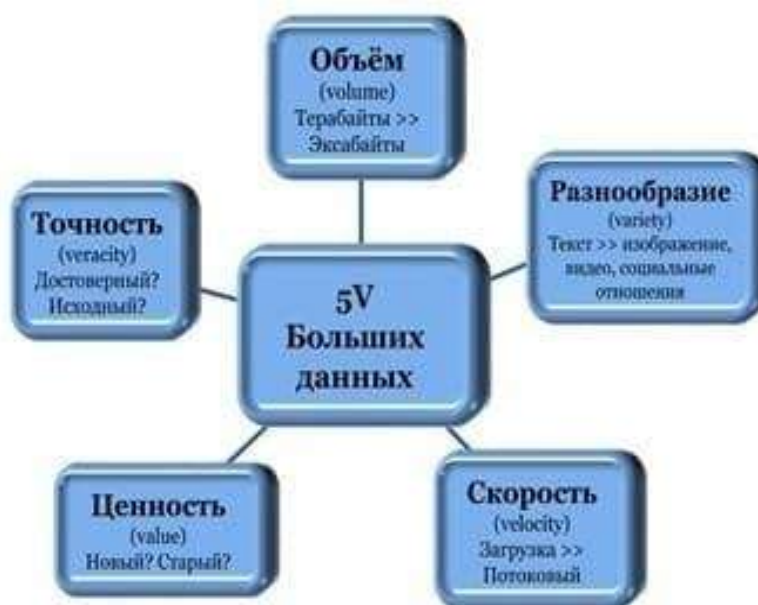 Объём
(volume)
Терабайты >>
Эксабайты
Разнообразие
(variety)
Текст >> изображение,
видео, социальные
отношения
Точность
(veracity)
Достоверный?
Исходный?
5V
Больших
данных
Ценность
(value)
Новый? Старый?
Скорость
(velocity)
Загрузка >>
Потоковый